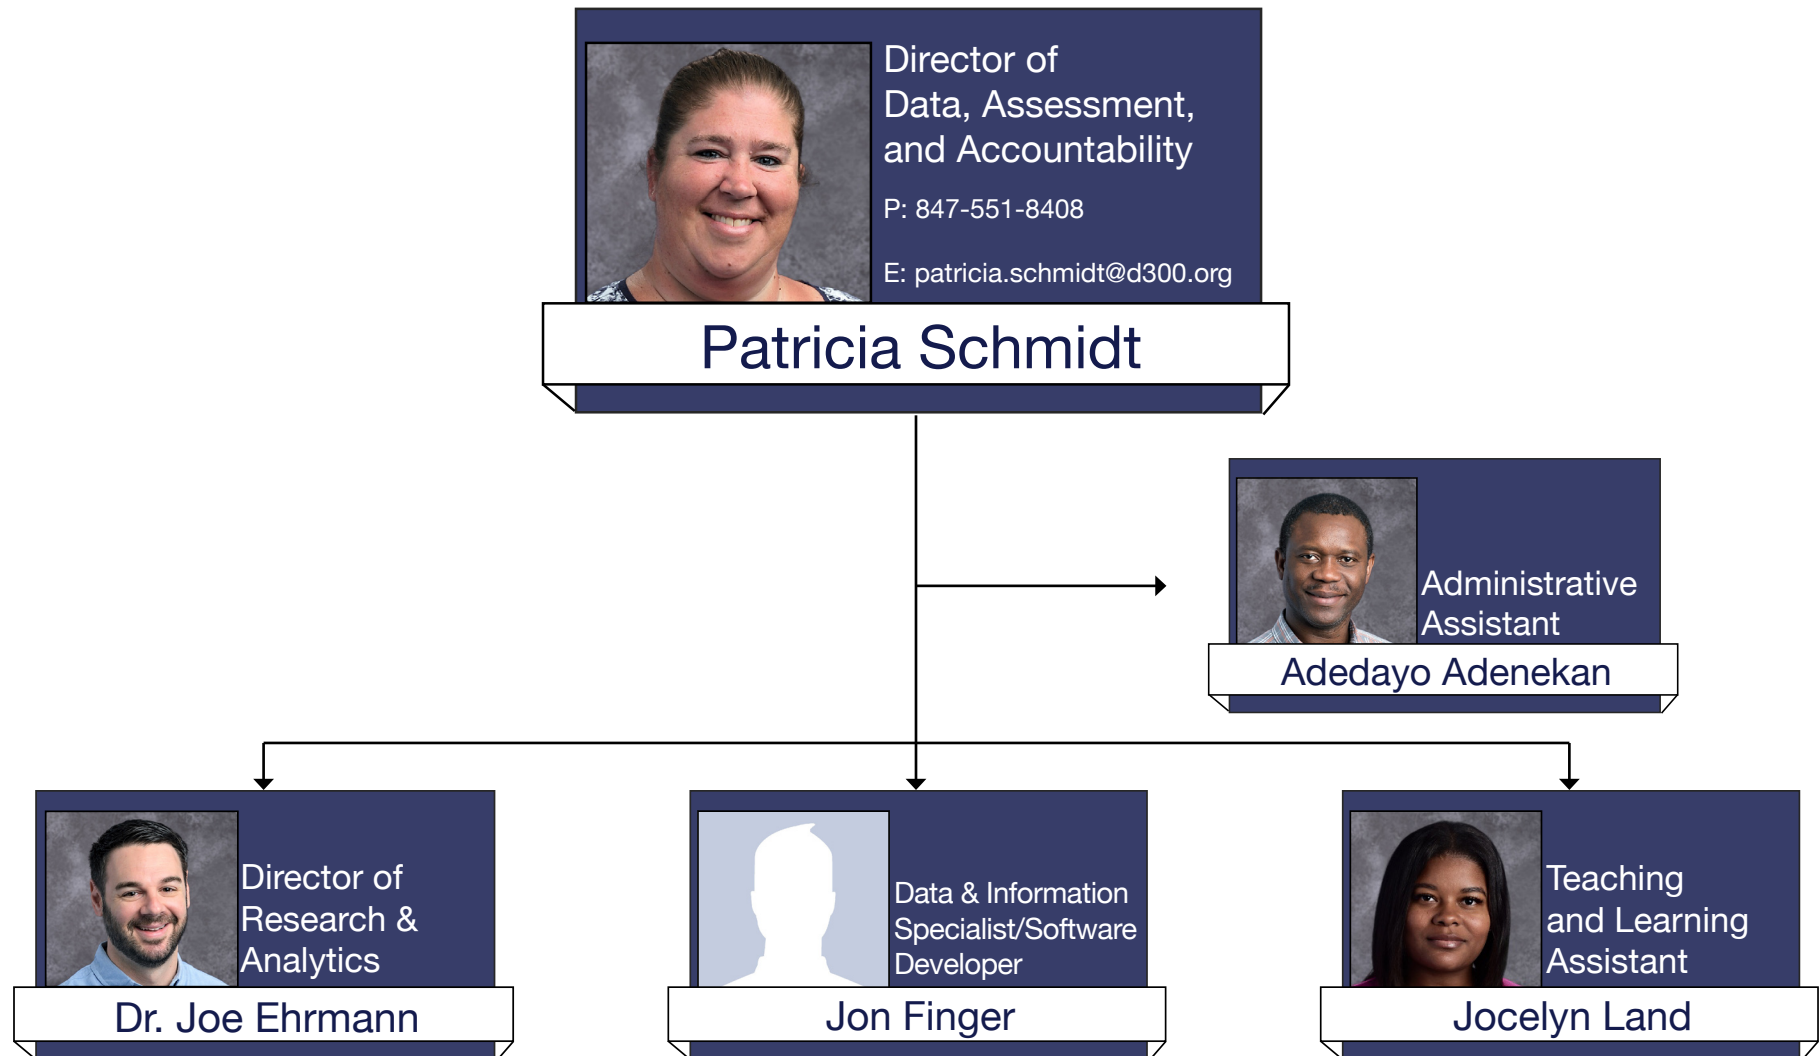 Director of
Data, Assessment,
and Accountability
P: 847-551-8408
E: patricia.schmidt@d300.org
Patricia Schmidt
Administrative
Assistant
Adedayo Adenekan
Director of
Research &
Analytics
Dr. Joe Ehrmann
Data & Information
Specialist/Software
Developer
Jon Finger
Teaching
and Learning
Assistant
Jocelyn Land